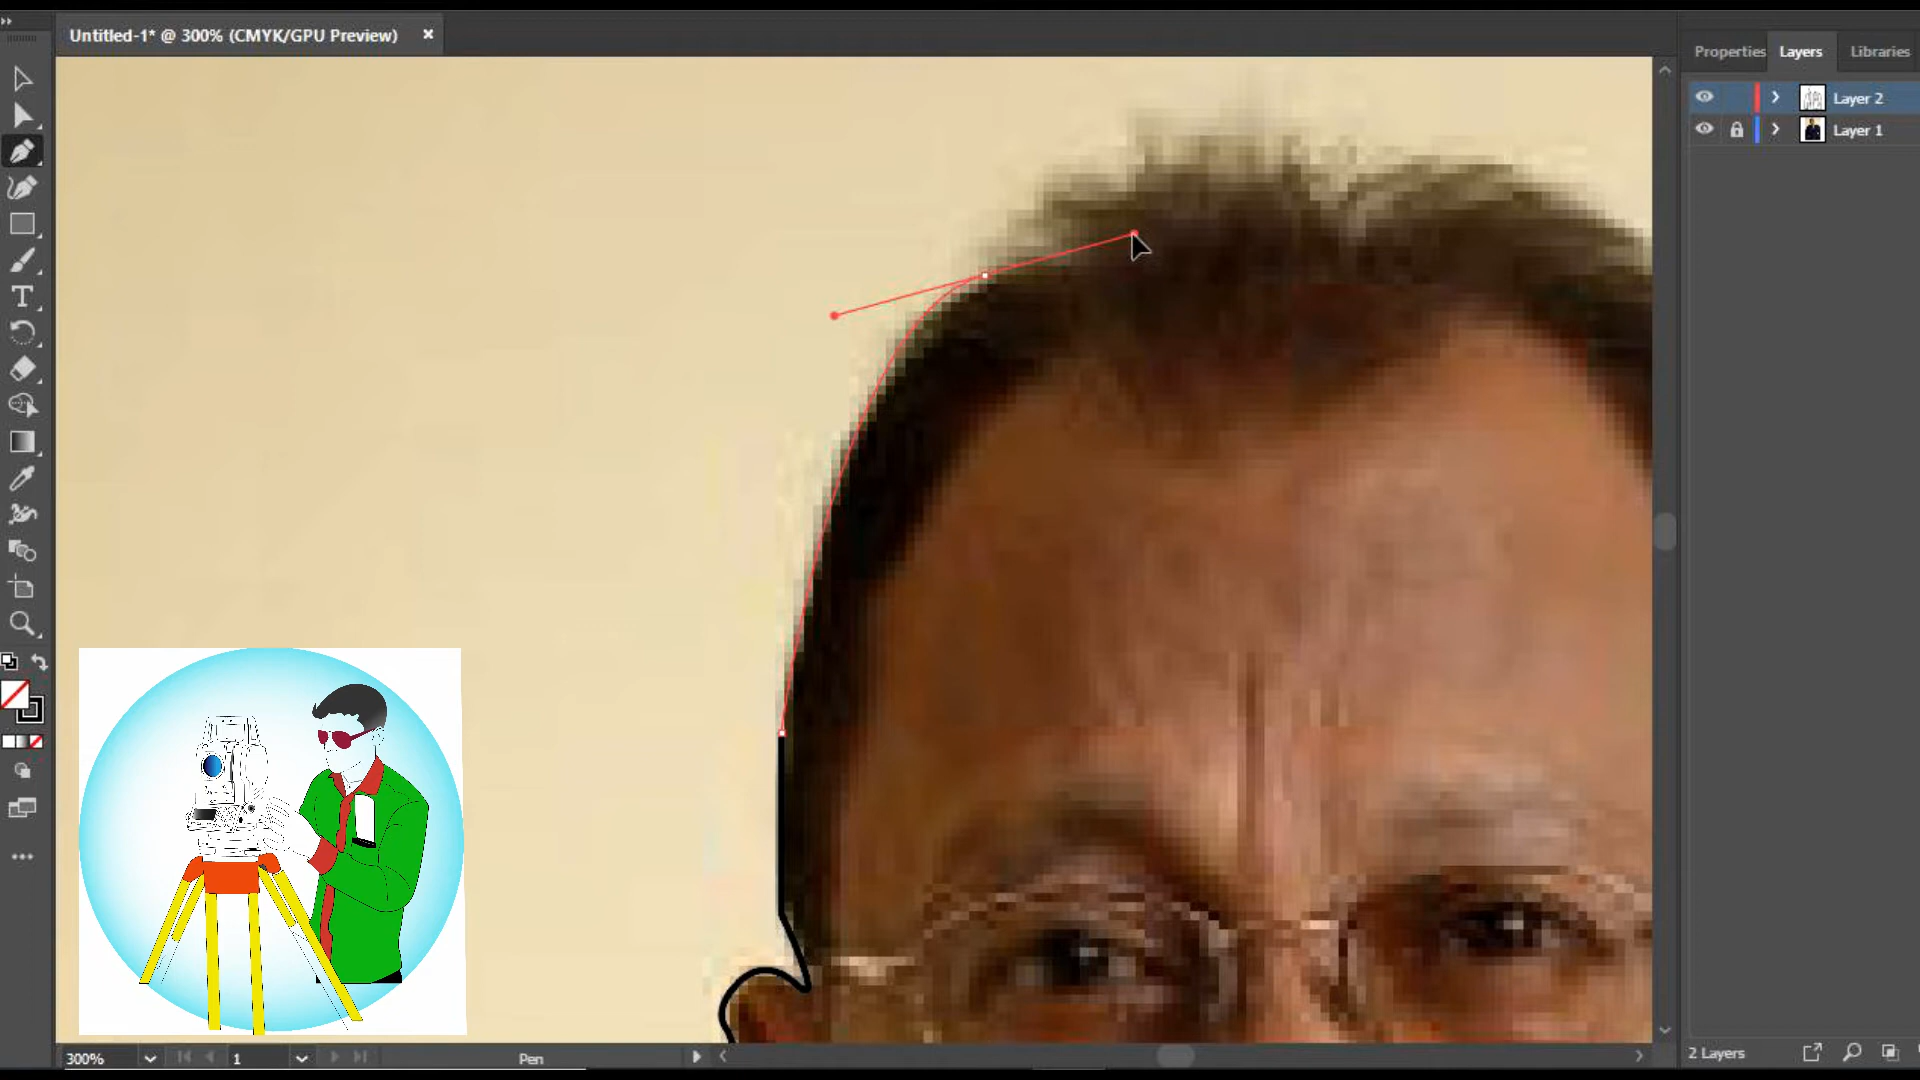 Untitled-1* @ 300% (CMYK/GPU Preview) ×
Properties Layers Libraries
Layer 2
Layer 1
T
300% 1 Pen 2 Layers